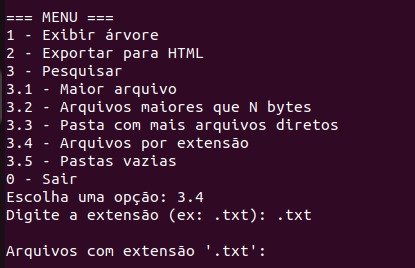 === MENU ===
1 - Exibir árvore
2 - Exportar para HTML
3 - Pesquisar
3.1 - Maior arquivo
3.2 - Arquivos maiores que N bytes
3.3 - Pasta com mais arquivos diretos
3.4 - Arquivos por extensão
3.5 - Pastas vazias
0 - Sair
Escolha uma opção: 3.4
Digite a extensão (ex: .txt): .txt
Arquivos com extensão '.txt':